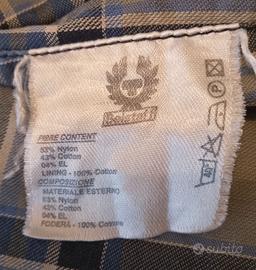 Belstaff
FIBRE CONTENT
53% Nylon
43% Cotton
04% EL
LINING - 100% Cotton
COMPOSIZIONE
MATERIALE ESTERNO
53% Nylon
43% Cotton
04% EL
FODERA - 100% Cotone
40
P
subito